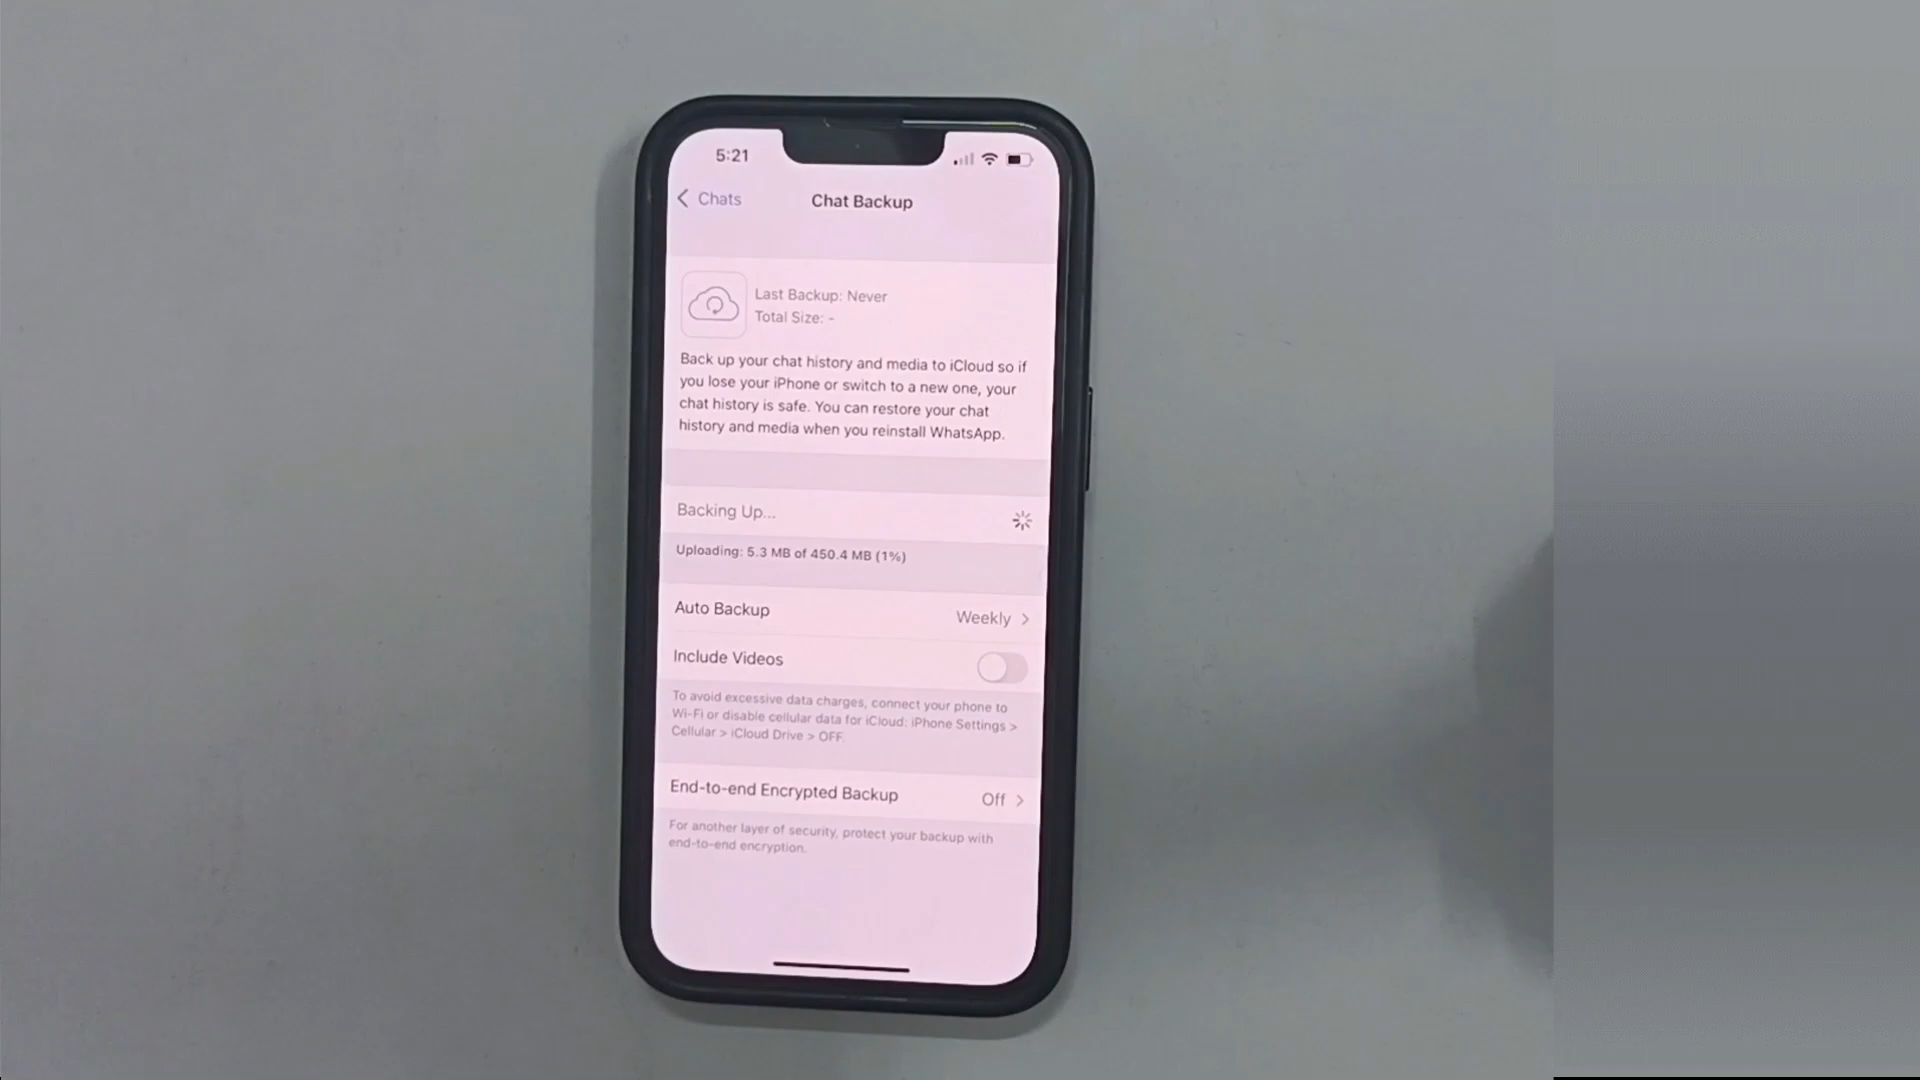 5:21
Chats
Chat Backup
Last Backup: Never
Total Size: -
Back up your chat history and media to iCloud so if
you lose your iPhone or switch to a new one, your
chat history is safe. You can restore your chat
history and media when you reinstall WhatsApp.
Backing Up...
Uploading: 5.3 MB of 450.4 MB (1%)
Auto Backup Weekly
Include Videos
To avoid excessive data charges, connect your phone to
Wi-Fi or disable cellular data for iCloud: iPhone Settings >
Cellular > iCloud Drive > OFF.
End-to-end Encrypted Backup Off
For another layer of security, protect your backup with
end-to-end encryption.